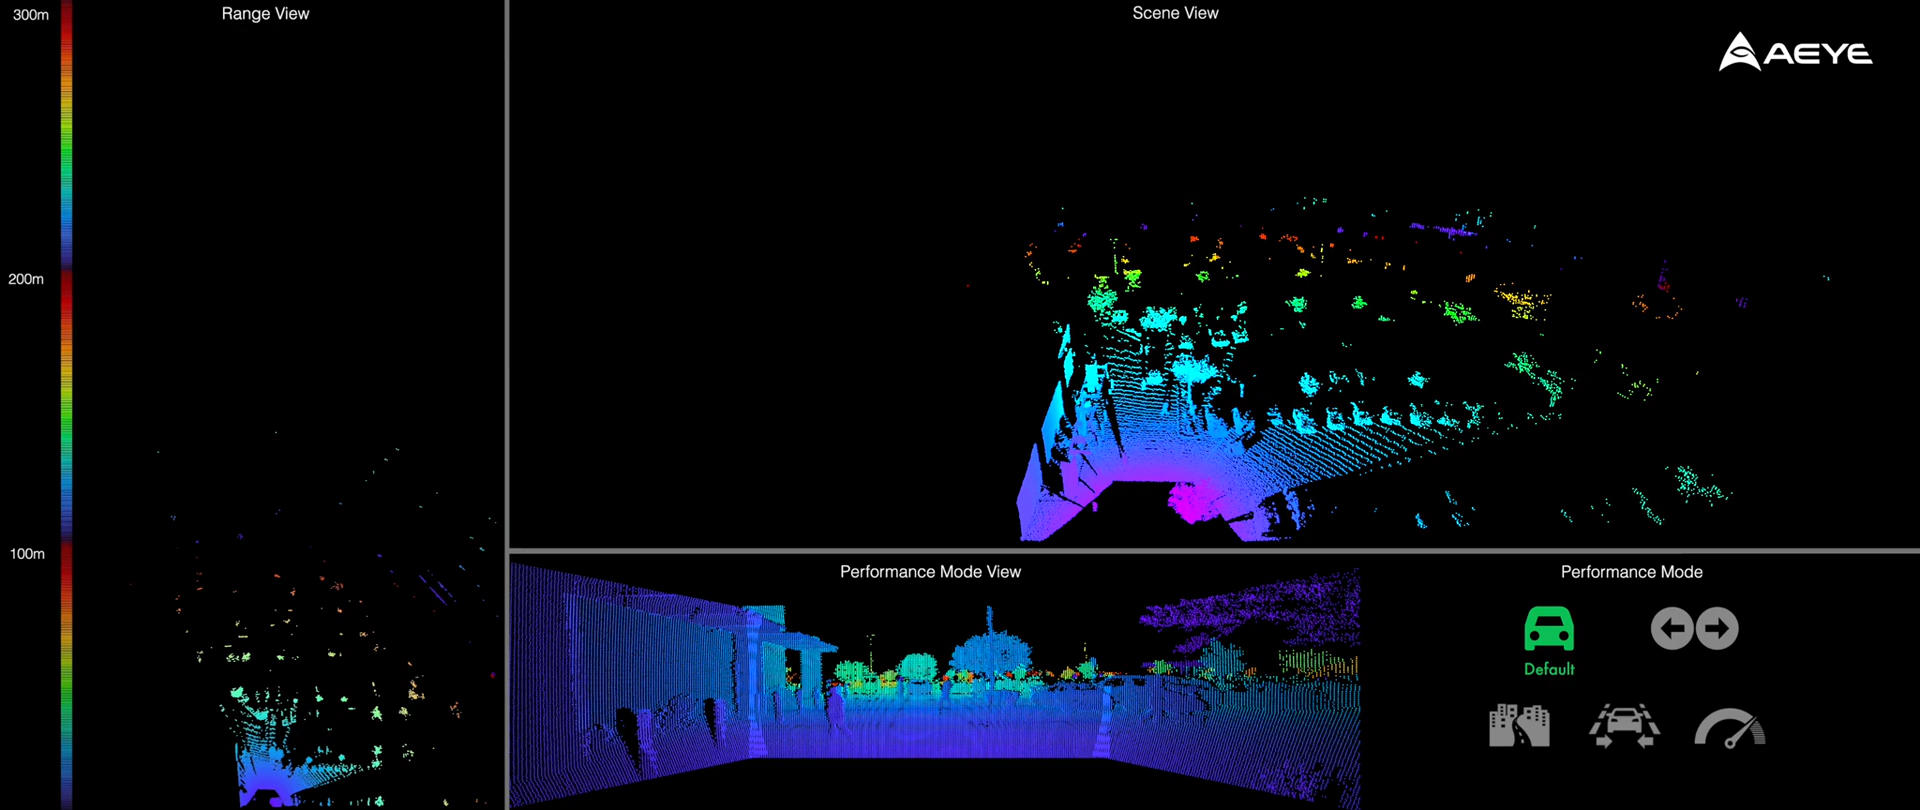 300m
Range View
Scene View
AEYE
200m
100m
Performance Mode View
Performance Mode
Default